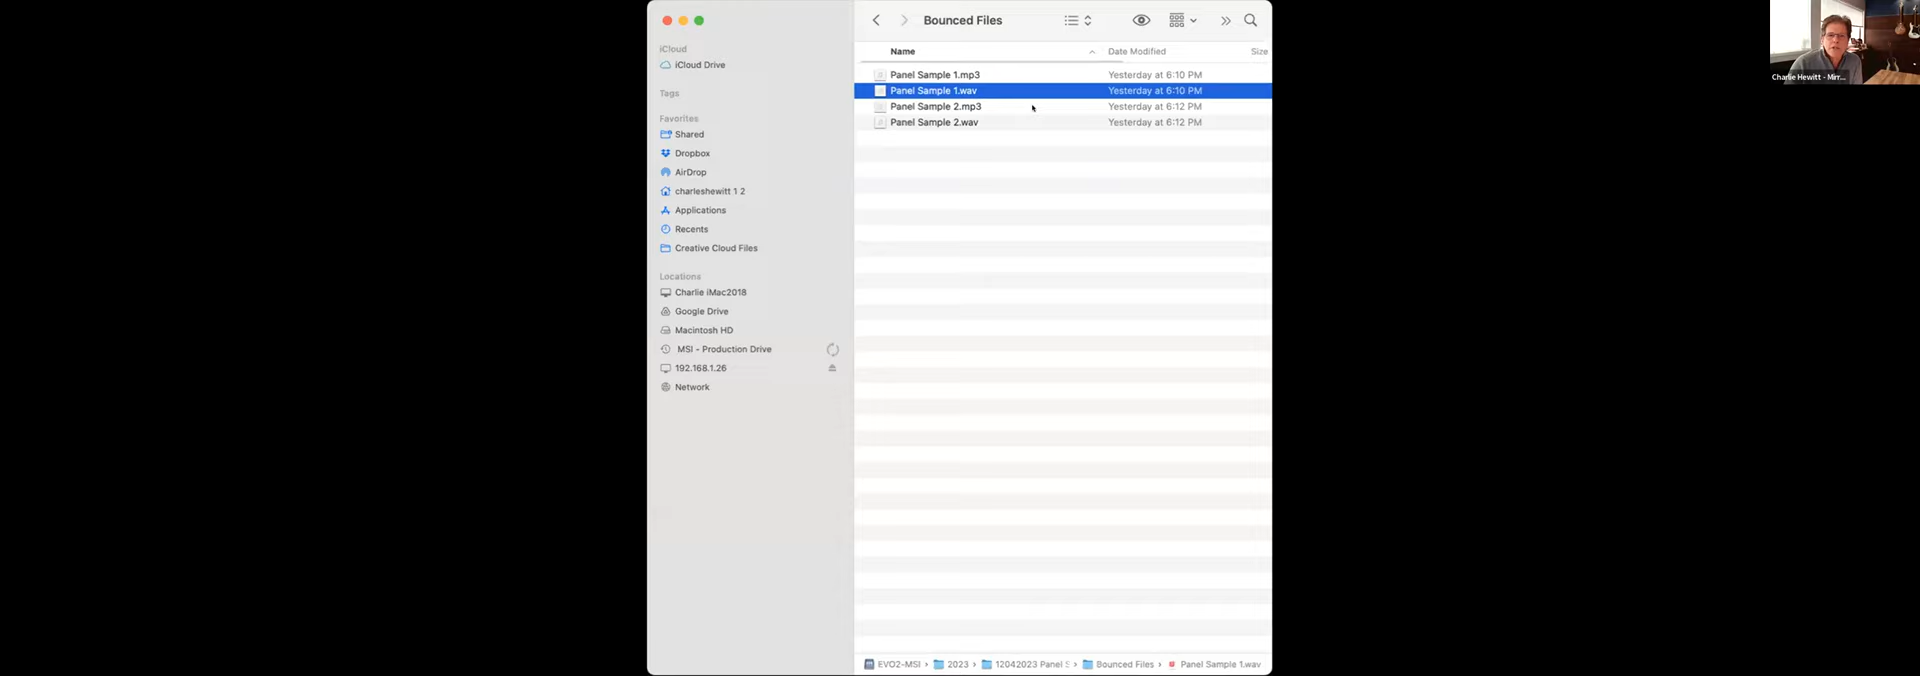 Bounced Files
iCloud
iCloud Drive
Tags
Favorites
Shared
Dropbox
AirDrop
charleshewitt 1 2
Applications
Recents
Creative Cloud Files
Locations
Charlie iMac2018
Google Drive
Macintosh HD
MSI - Production Drive
192.168.1.26
Network
Name Date Modified Size
Panel Sample 1.mp3 Yesterday at 6:10 PM
Panel Sample 1.wav Yesterday at 6:10 PM
Panel Sample 2.mp3 Yesterday at 6:12 PM
Panel Sample 2.wav Yesterday at 6:12 PM
EVO2-MSI › 2023 › 12042023 Panel S › Bounced Files › Panel Sample 1.wav
Charlie Hewitt - Mirr...